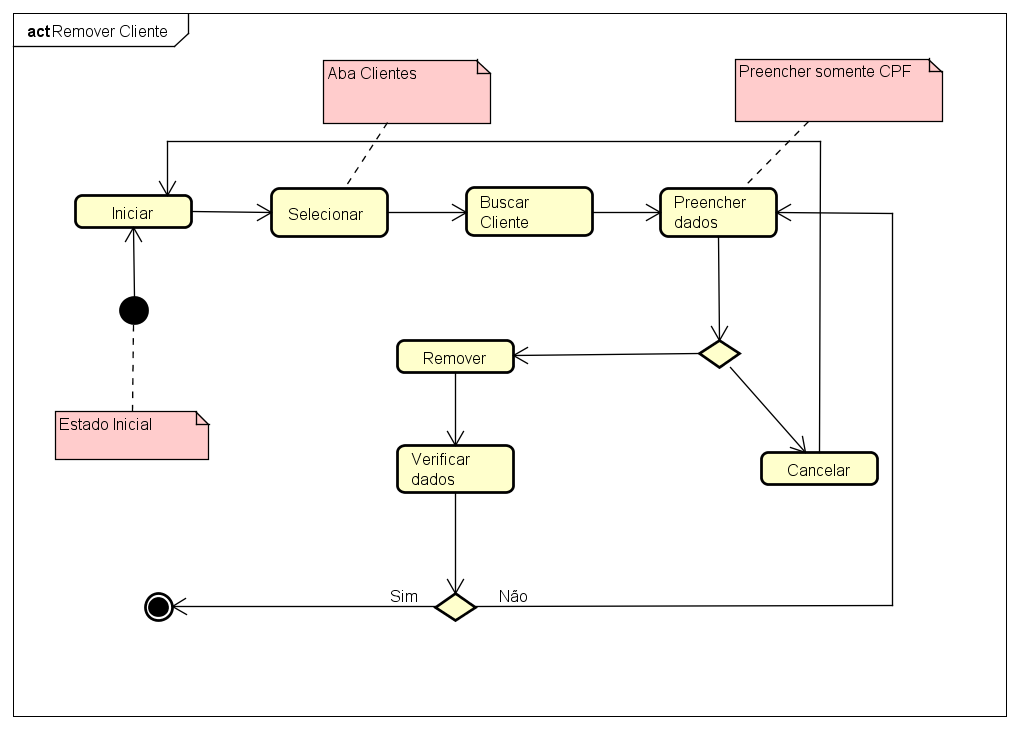 act Remover Cliente
Aba Clientes
Preencher somente CPF
Iniciar
Selecionar
Buscar
Cliente
Preencher
dados
Remover
Estado Inicial
Verificar
dados
Cancelar
Sim
Não